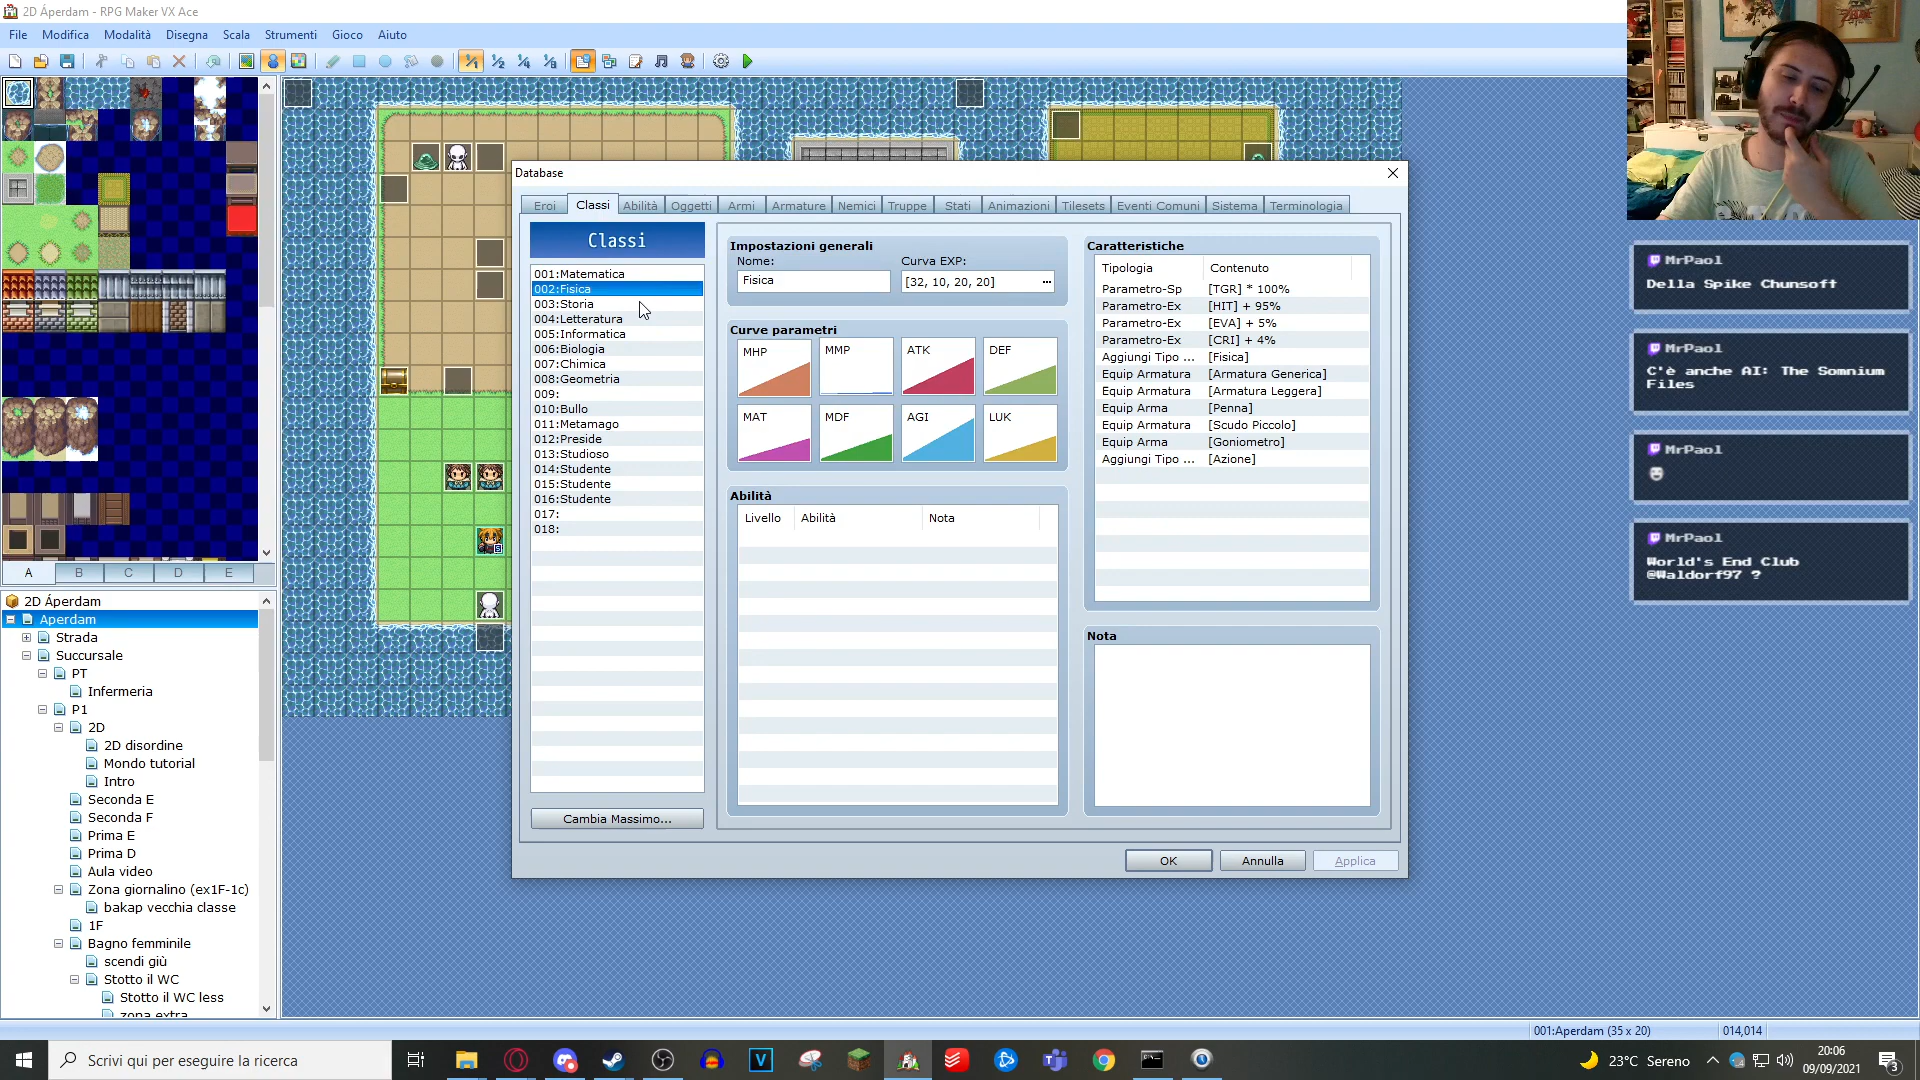 2D Áperdam - RPG Maker VX Ace
File Modifica Modalità Disegna Scala Strumenti Gioco Aiuto
Database
Eroi Classi Abilità Oggetti Armi Armature Nemici Truppe Stati Animazioni Tilesets Eventi Comuni Sistema Terminologia
Classi
001:Matematica
002:Fisica
003:Storia
004:Letteratura
005:Informatica
006:Biologia
007:Chimica
008:Geometria
009:
010:Bullo
011:Metamago
012:Preside
013:Studioso
014:Studente
015:Studente
016:Studente
017:
018:
Cambia Massimo...
Impostazioni generali
Nome: Curva EXP:
Fisica [32, 10, 20, 20] ...
Curve parametri
MHP MMP ATK DEF
MAT MDF AGI LUK
Abilità
Livello Abilità Nota
Caratteristiche
Tipologia Contenuto
Parametro-Sp [TGR] * 100%
Parametro-Ex [HIT] + 95%
Parametro-Ex [EVA] + 5%
Parametro-Ex [CRI] + 4%
Aggiungi Tipo ... [Fisica]
Equip Armatura [Armatura Generica]
Equip Armatura [Armatura Leggera]
Equip Arma [Penna]
Equip Armatura [Scudo Piccolo]
Equip Arma [Goniometro]
Aggiungi Tipo ... [Azione]
Nota
OK Annulla Applica
A B C D E
2D Áperdam
Aperdam
Strada
Succursale
PT
Infermeria
P1
2D
2D disordine
Mondo tutorial
Intro
Seconda E
Seconda F
Prima E
Prima D
Aula video
Zona giornalino (ex1F-1c)
bakap vecchia classe
1F
Bagno femminile
scendi giù
Stotto il WC
Stotto il WC less
zona extra
MrPaol
Della Spike Chunsoft
MrPaol
C'è anche AI: The Somnium
Files
MrPaol
MrPaol
World's End Club
@Waldorf97 ?
001:Aperdam (35 x 20) 014,014
Scrivi qui per eseguire la ricerca
23°C Sereno
20:06
09/09/2021
3